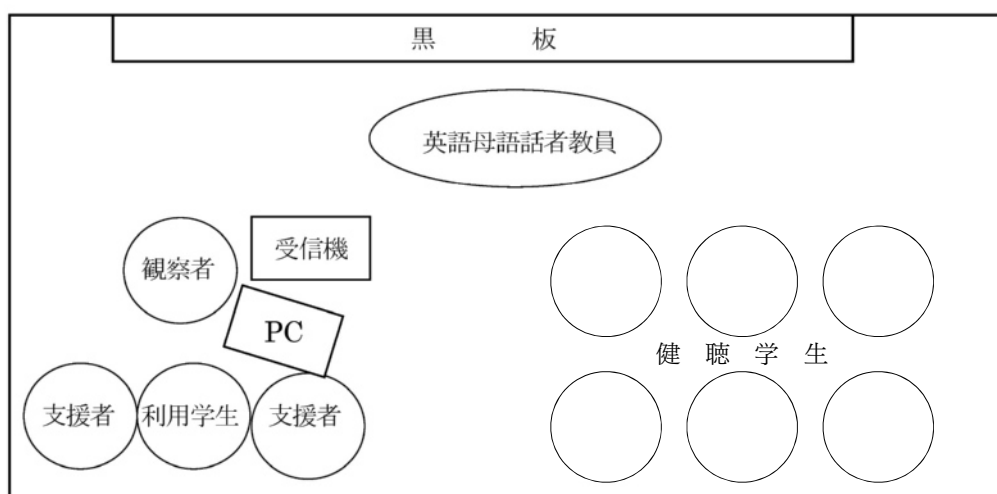 黒板
英語母語話者教員
受信機
観察者
PC
健聴学生
支援者
利用学生
支援者